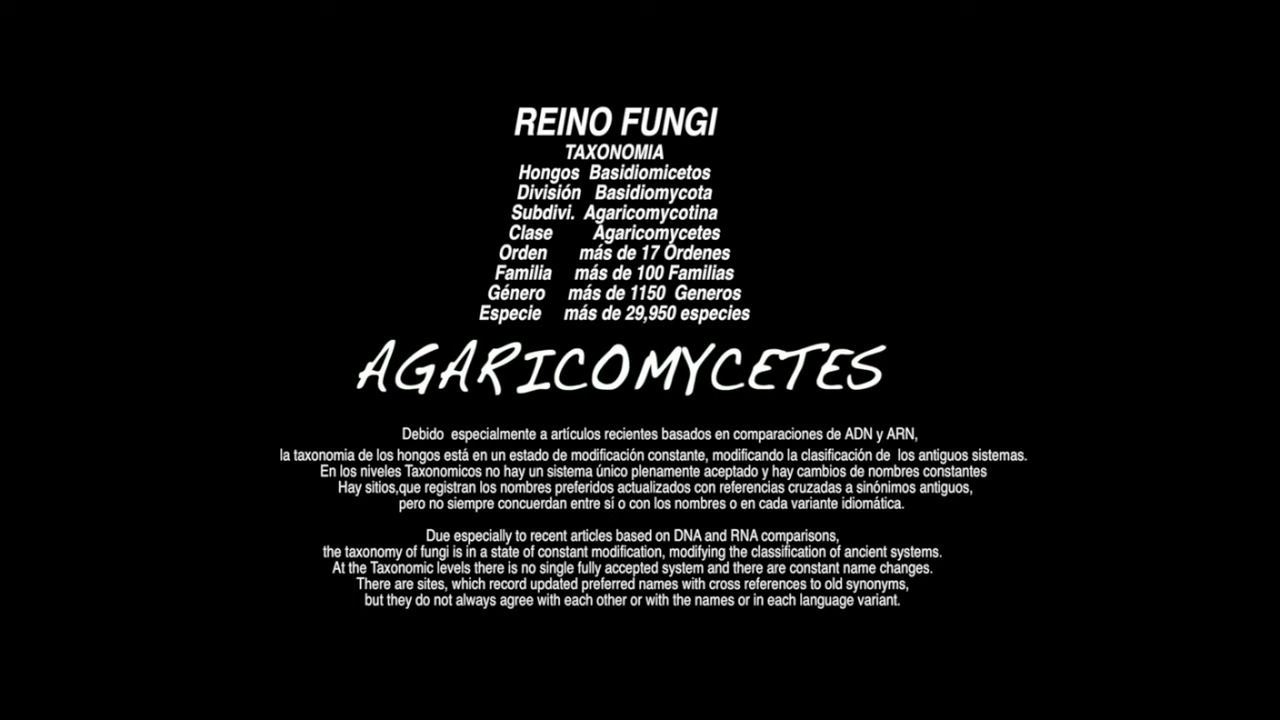 REINO FUNGI
TAXONOMIA
Hongos Basidiomicetos
División Basidiomycota
Subdivi. Agaricomycotina
Clase Agaricomycetes
Orden más de 17 Órdenes
Familia más de 100 Familias
Género más de 1150 Generos
Especie más de 29,950 especies
AGARICOMYCETES
Debido especialmente a artículos recientes basados en comparaciones de ADN y ARN,
la taxonomia de los hongos está en un estado de modificación constante, modificando la clasificación de los antiguos sistemas.
En los niveles Taxonomicos no hay un sistema único plenamente aceptado y hay cambios de nombres constantes
Hay sitios,que registran los nombres preferidos actualizados con referencias cruzadas a sinónimos antiguos,
pero no siempre concuerdan entre sí o con los nombres o en cada variante idiomática.
Due especially to recent articles based on DNA and RNA comparisons,
the taxonomy of fungi is in a state of constant modification, modifying the classification of ancient systems.
At the Taxonomic levels there is no single fully accepted system and there are constant name changes.
There are sites, which record updated preferred names with cross references to old synonyms,
but they do not always agree with each other or with the names or in each language variant.